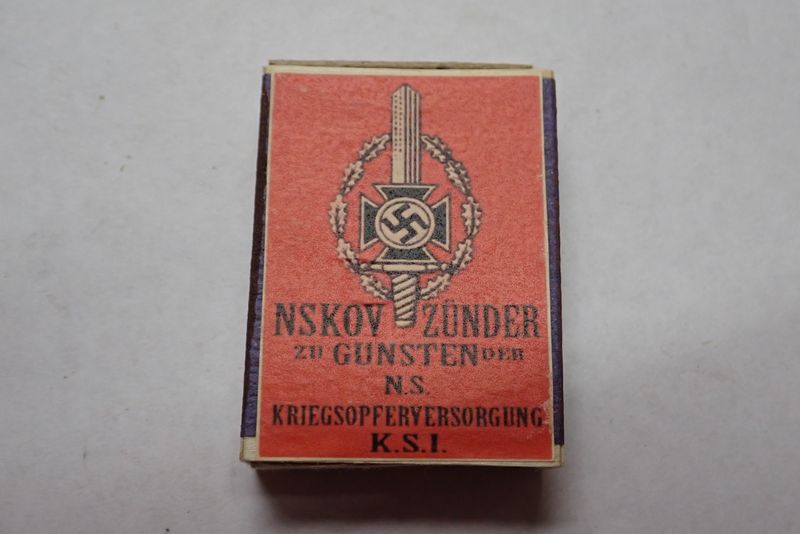 NSKOV ZÜNDER
ZU GUNSTEN DER
N.S.
KRIEGSOPFERVERSORGUNG
K.S.I.